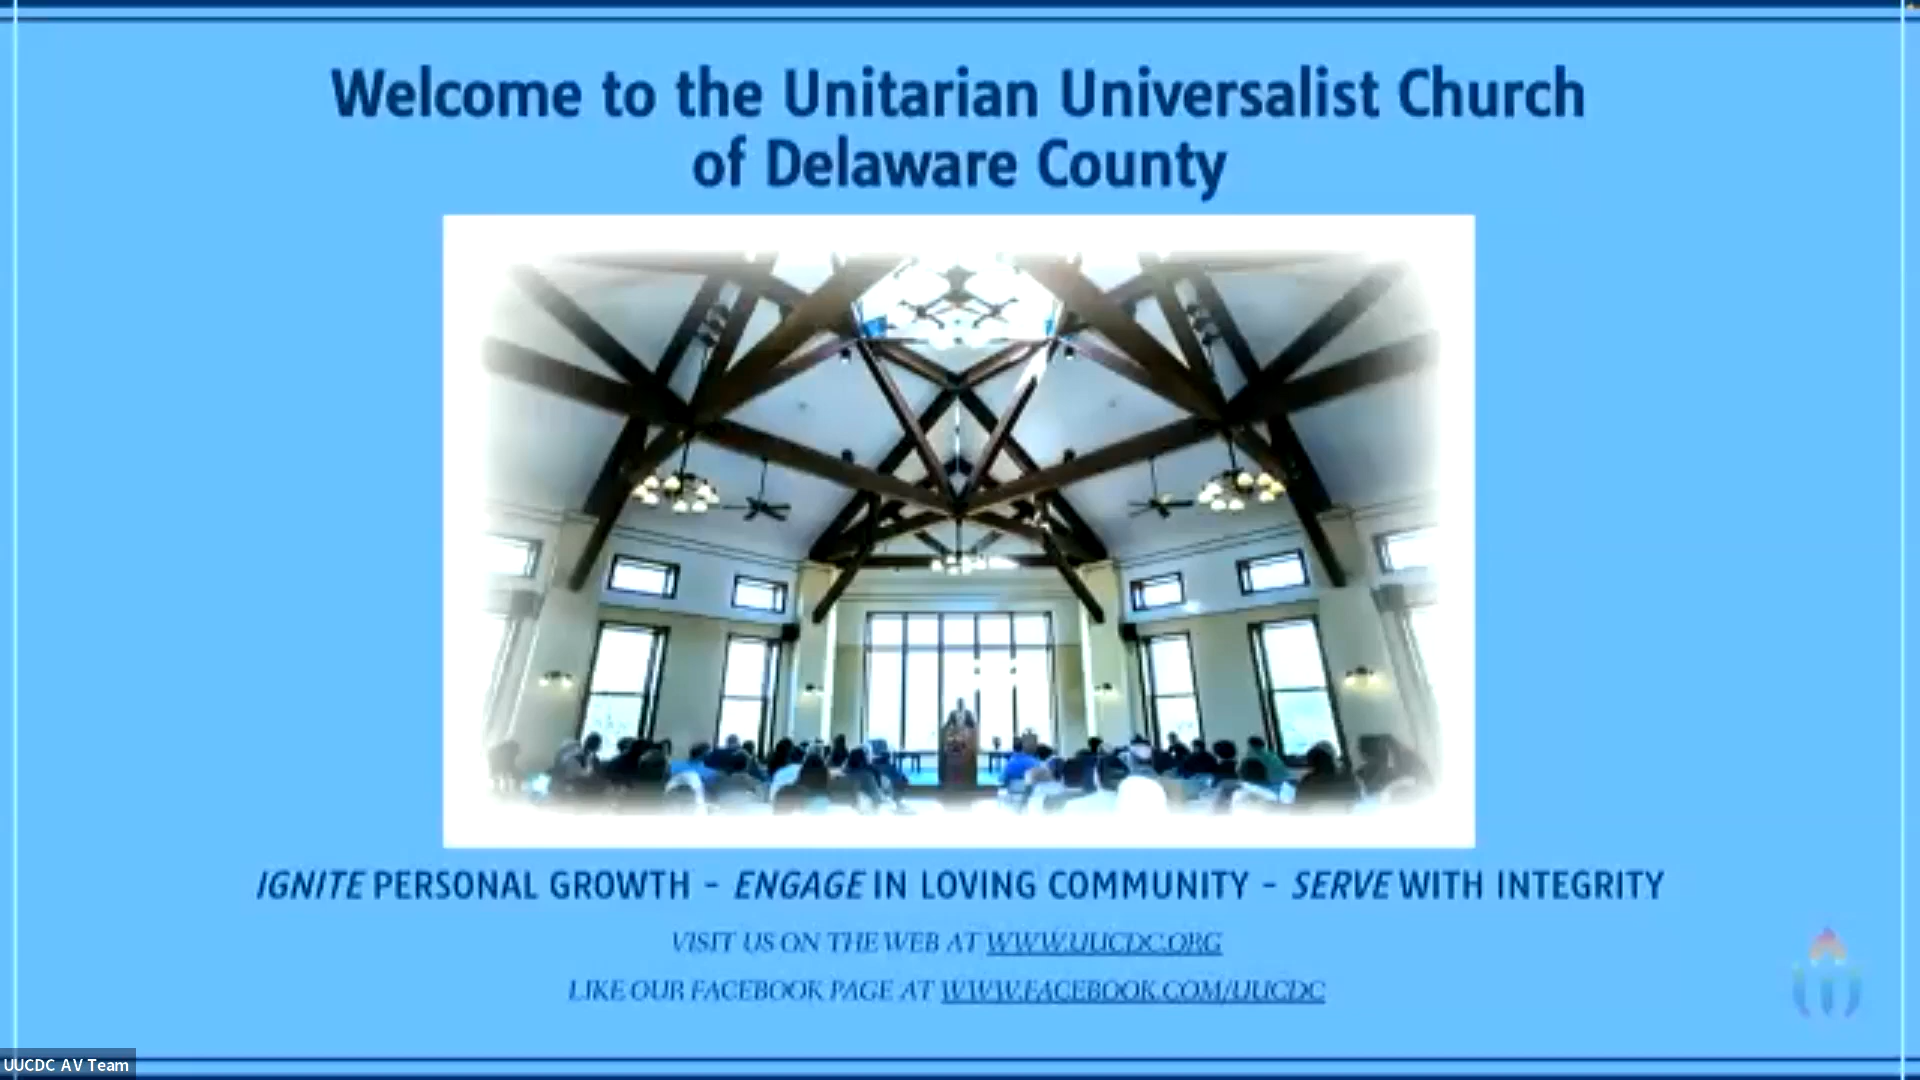 Welcome to the Unitarian Universalist Church
of Delaware County
IGNITE PERSONAL GROWTH - ENGAGE IN LOVING COMMUNITY - SERVE WITH INTEGRITY
VISIT US ON THE WEB AT WWW.UUCDC.ORG
LIKE OUR FACEBOOK PAGE AT WWW.FACEBOOK.COM/UUCDC
UUCDC AV Team